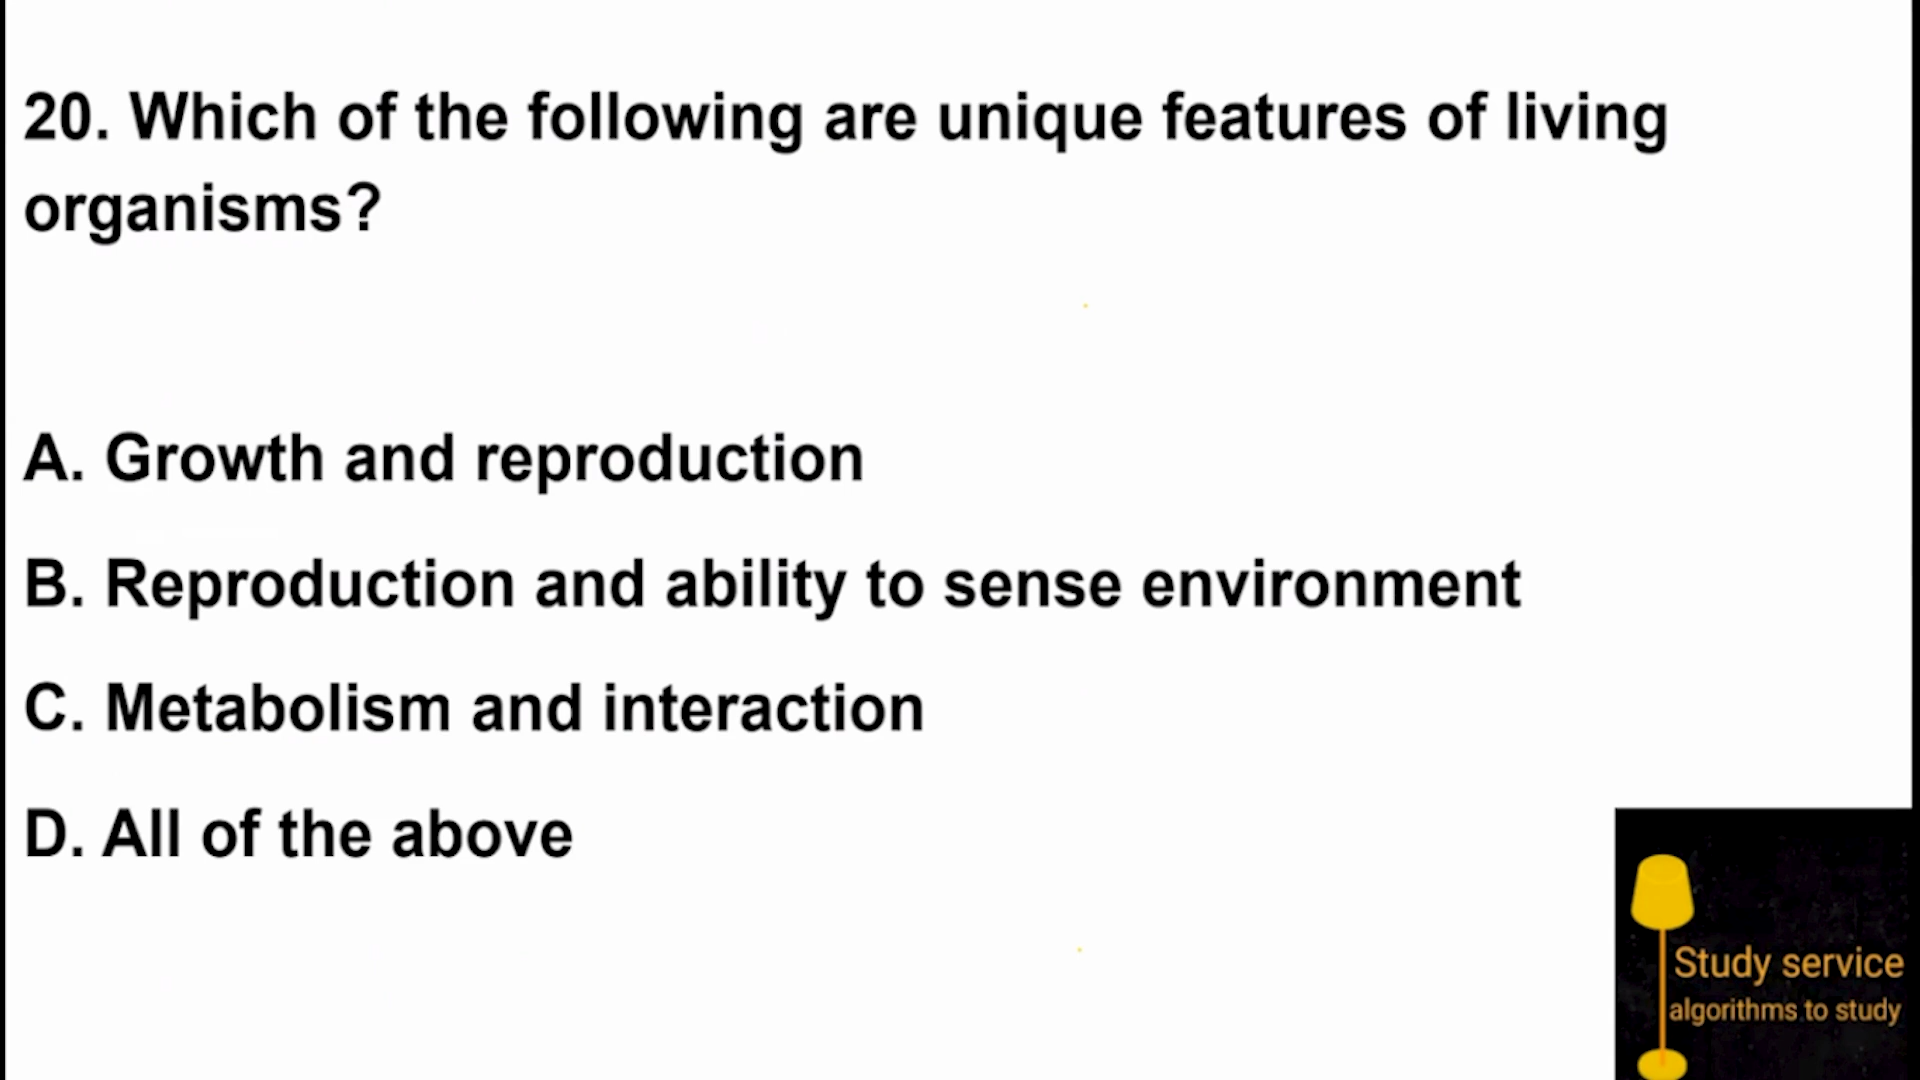 20. Which of the following are unique features of living
organisms?
A. Growth and reproduction
B. Reproduction and ability to sense environment
C. Metabolism and interaction
D. All of the above
Study service
algorithms to study